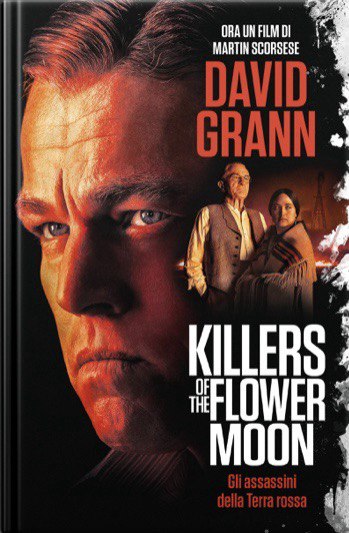 ORA UN FILM DI
MARTIN SCORSESE
DAVID
GRANN
KILLERS
OF THE FLOWER
MOON
Gli assassini
della Terra rossa